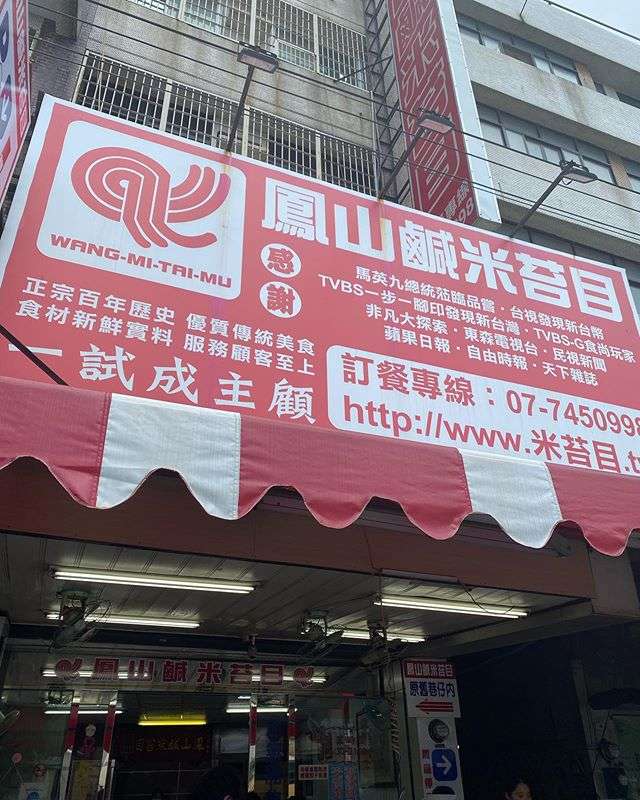 WANG-MI-TAI-MU
鳳山鹹米苔目
感謝
馬英九總統蒞臨品嘗．台視發現新台幣
TVBS一步一腳印發現新台灣．TVBS-G食尚玩家
非凡大探索．東森電視台．民視新聞
蘋果日報．自由時報．天下雜誌
正宗百年歷史 優質傳統美食
食材新鮮實料 服務顧客至上
一試成主顧
訂餐專線：07-7450998
http://www.米苔目.t
鳳山鹹米苔目
鳳山鹹米苔目
原舊巷仔內